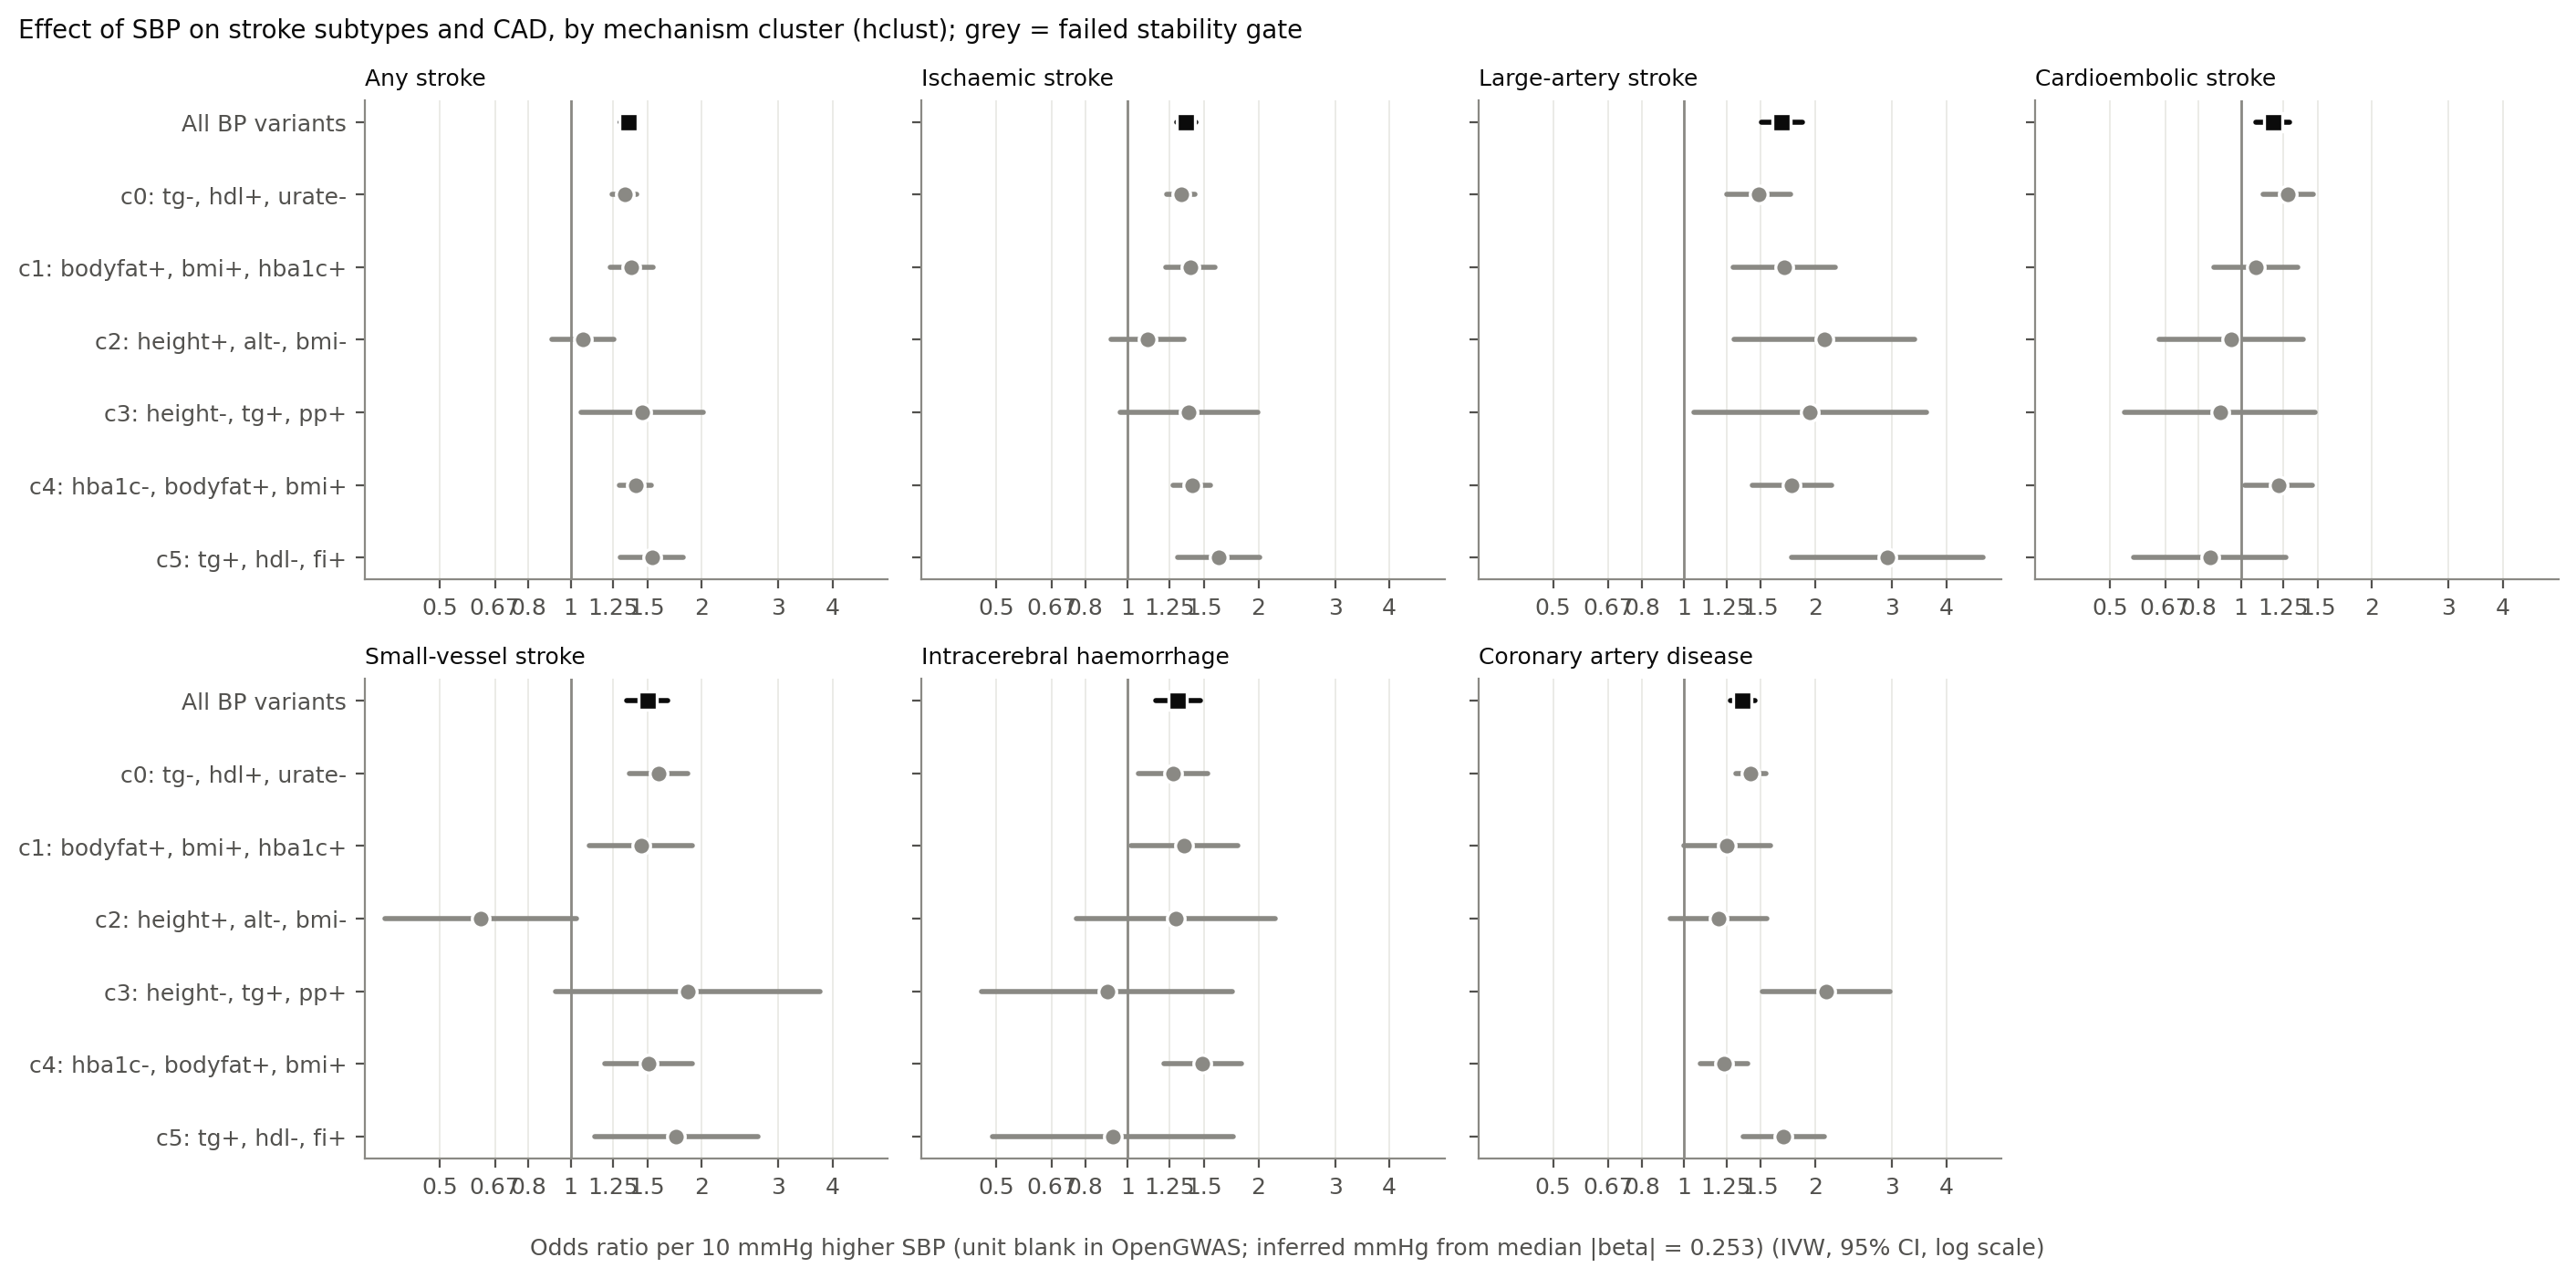 Effect of SBP on stroke subtypes and CAD, by mechanism cluster (hclust); grey = failed stability gate
Any stroke
Ischaemic stroke
Large-artery stroke
Cardioembolic stroke
All BP variants
c0: tg-, hdl+, urate-
c1: bodyfat+, bmi+, hba1c+
c2: height+, alt-, bmi-
c3: height-, tg+, pp+
c4: hba1c-, bodyfat+, bmi+
c5: tg+, hdl-, fi+
0.5 0.67 0.8 1 1.25 1.5 2 3 4
0.5 0.67 0.8 1 1.25 1.5 2 3 4
0.5 0.67 0.8 1 1.25 1.5 2 3 4
0.5 0.67 0.8 1 1.25 1.5 2 3 4
Small-vessel stroke
Intracerebral haemorrhage
Coronary artery disease
All BP variants
c0: tg-, hdl+, urate-
c1: bodyfat+, bmi+, hba1c+
c2: height+, alt-, bmi-
c3: height-, tg+, pp+
c4: hba1c-, bodyfat+, bmi+
c5: tg+, hdl-, fi+
0.5 0.67 0.8 1 1.25 1.5 2 3 4
0.5 0.67 0.8 1 1.25 1.5 2 3 4
0.5 0.67 0.8 1 1.25 1.5 2 3 4
Odds ratio per 10 mmHg higher SBP (unit blank in OpenGWAS; inferred mmHg from median |beta| = 0.253) (IVW, 95% CI, log scale)